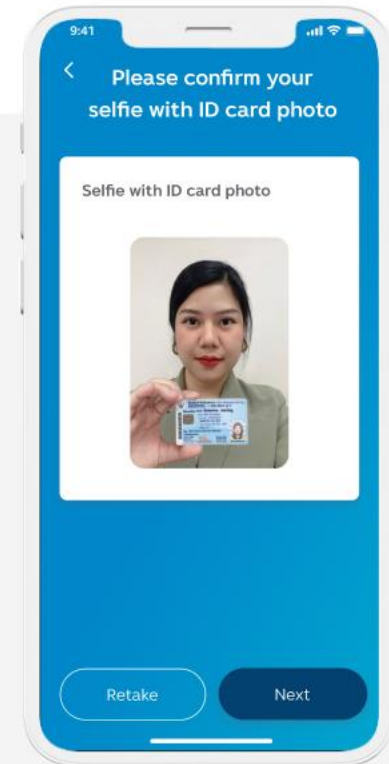 9:41
Please confirm your
selfie with ID card photo
Selfie with ID card photo
Retake
Next